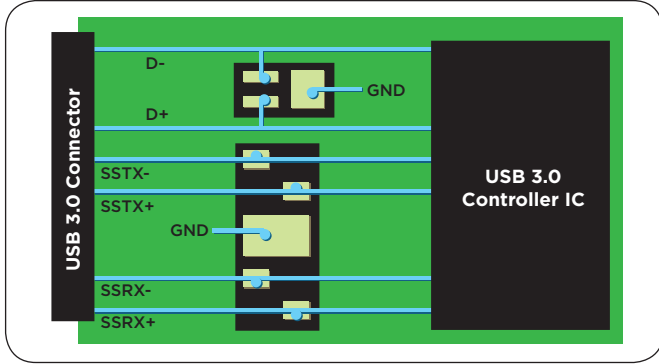 USB 3.0 Connector
D-
GND
D+
SSTX-
SSTX+
GND
SSRX-
SSRX+
USB 3.0
Controller IC